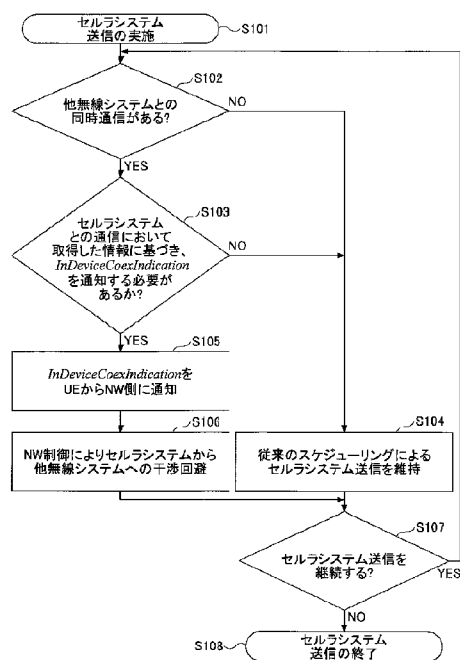 セルラシステム
送信の実施
S101
S102
他無線システムとの
同時通信がある?
NO
YES
S103
セルラシステム
との通信において
取得した情報に基づき、
InDeviceCoexIndication
を通知する必要が
あるか?
NO
YES
S105
InDeviceCoexIndicationを
UEからNW側に通知
S106
NW制御によりセルラシステムから
他無線システムへの干渉回避
S104
従来のスケジューリングによる
セルラシステム送信を維持
S107
セルラシステム送信を
継続する?
YES
NO
S108
セルラシステム
送信の終了